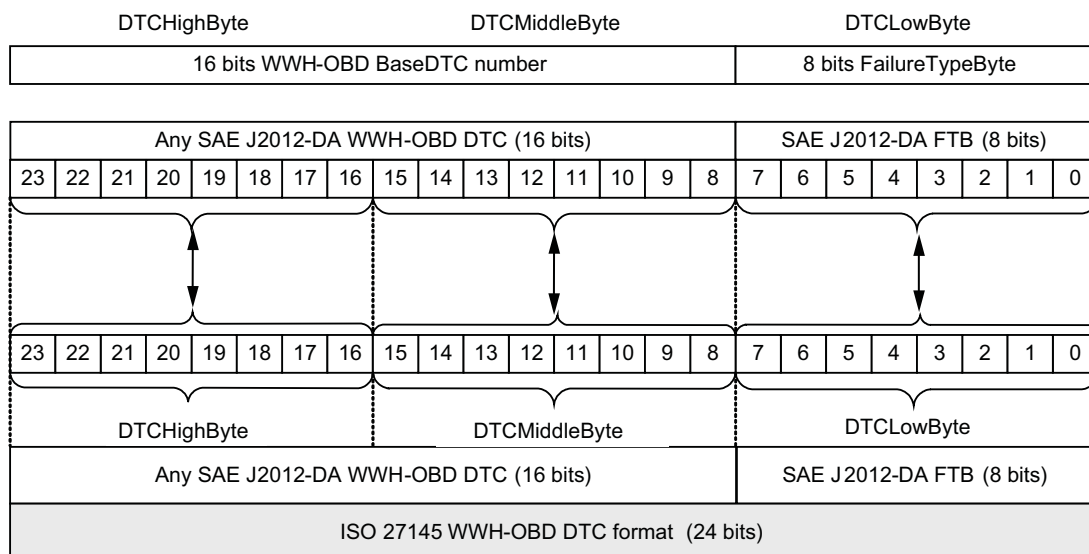 DTCHighByte DTCMiddleByte DTCLowByte
16 bits WWH-OBD BaseDTC number 8 bits FailureTypeByte
Any SAE J2012-DA WWH-OBD DTC (16 bits) SAE J2012-DA FTB (8 bits)
23 22 21 20 19 18 17 16 15 14 13 12 11 10 9 8 7 6 5 4 3 2 1 0
23 22 21 20 19 18 17 16 15 14 13 12 11 10 9 8 7 6 5 4 3 2 1 0
DTCHighByte DTCMiddleByte DTCLowByte
Any SAE J2012-DA WWH-OBD DTC (16 bits) SAE J2012-DA FTB (8 bits)
ISO 27145 WWH-OBD DTC format (24 bits)